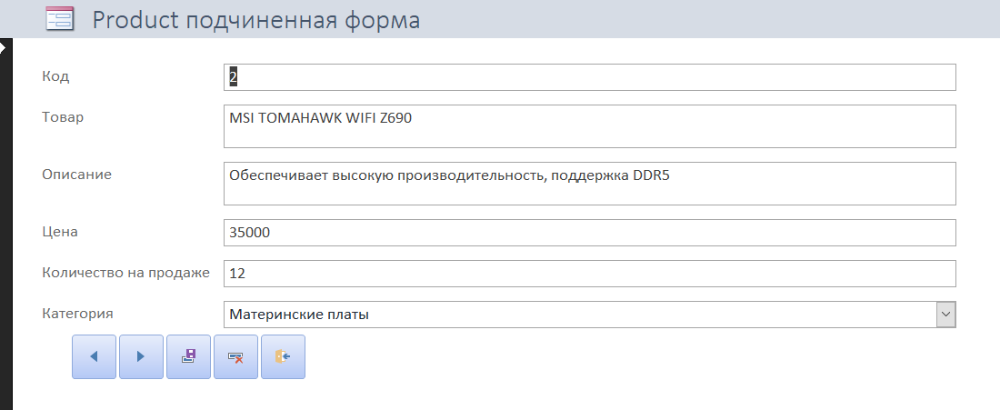 Product подчиненная форма
Код 2
Товар MSI TOMAHAWK WIFI Z690
Описание Обеспечивает высокую производительность, поддержка DDR5
Цена 35000
Количество на продаже 12
Категория Материнские платы